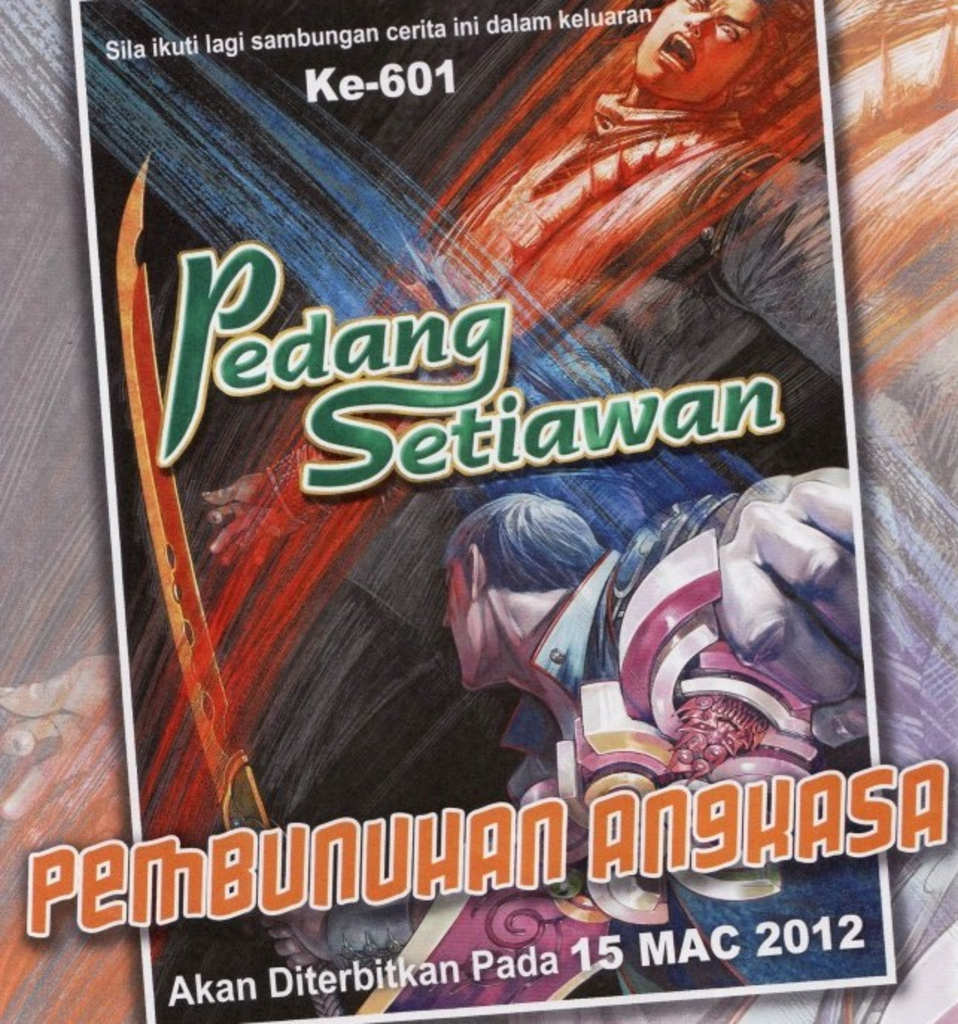 Sila ikuti lagi sambungan cerita ini dalam keluaran
Ke-601
Pedang
Setiawan
PEMBUNUHAN ANGKASA
Akan Diterbitkan Pada 15 MAC 2012